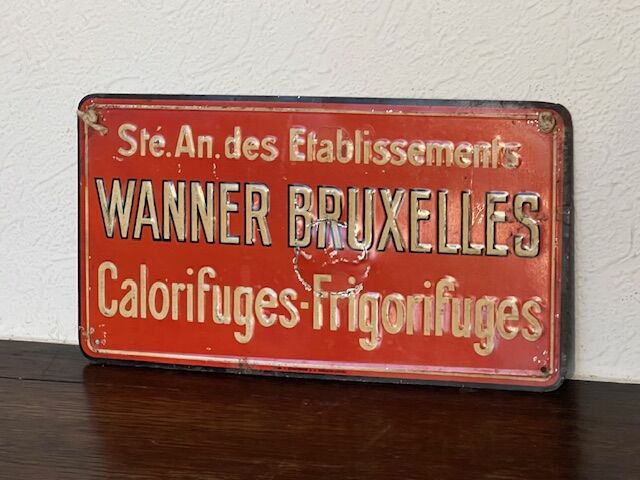 Sté. An. des Etablissements
WANNER BRUXELLES
Calorifuges-Frigorifuges